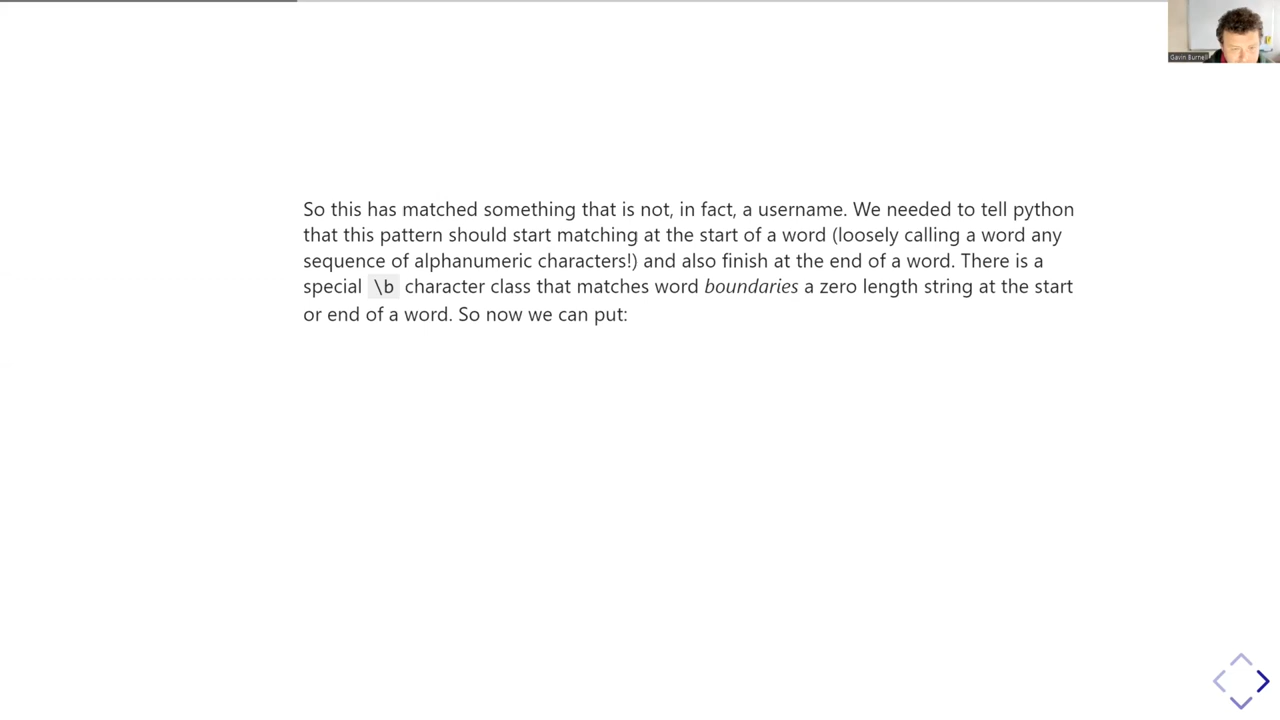 Gavin Burnell
So this has matched something that is not, in fact, a username. We needed to tell python
that this pattern should start matching at the start of a word (loosely calling a word any
sequence of alphanumeric characters!) and also finish at the end of a word. There is a
special \b character class that matches word boundaries a zero length string at the start
or end of a word. So now we can put: